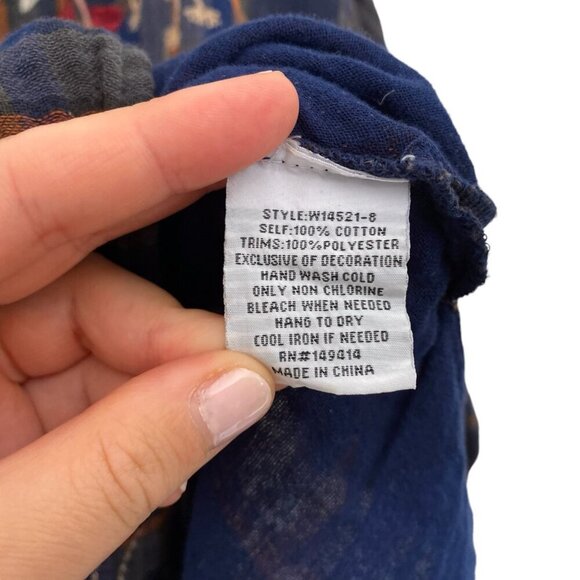 STYLE:W14521-8
SELF:100% COTTON
TRIMS:100%POLYESTER
EXCLUSIVE OF DECORATION
HAND WASH COLD
ONLY NON CHLORINE
BLEACH WHEN NEEDED
HANG TO DRY
COOL IRON IF NEEDED
RN#149414
MADE IN CHINA